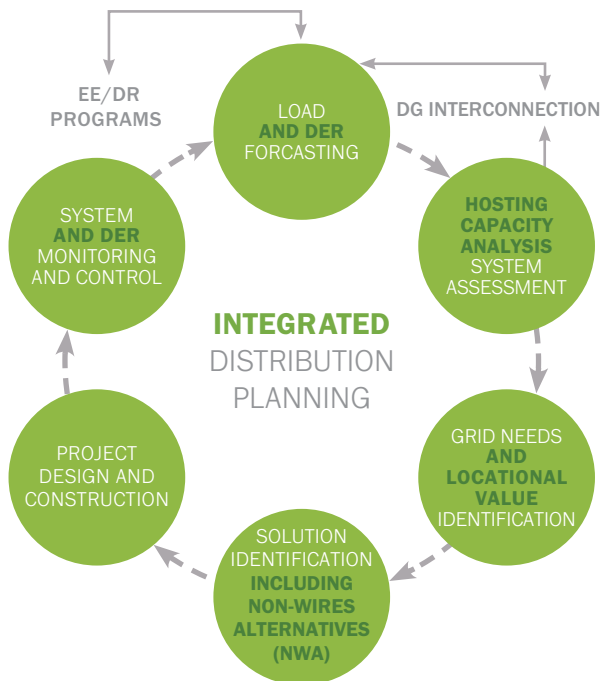 EE/DR
PROGRAMS
LOAD
AND DER
FORCASTING
DG INTERCONNECTION
HOSTING
CAPACITY
ANALYSIS
SYSTEM
ASSESSMENT
SYSTEM
AND DER
MONITORING
AND CONTROL
INTEGRATED
DISTRIBUTION
PLANNING
GRID NEEDS
AND
LOCATIONAL
VALUE
IDENTIFICATION
PROJECT
DESIGN AND
CONSTRUCTION
SOLUTION
IDENTIFICATION
INCLUDING
NON-WIRES
ALTERNATIVES
(NWA)